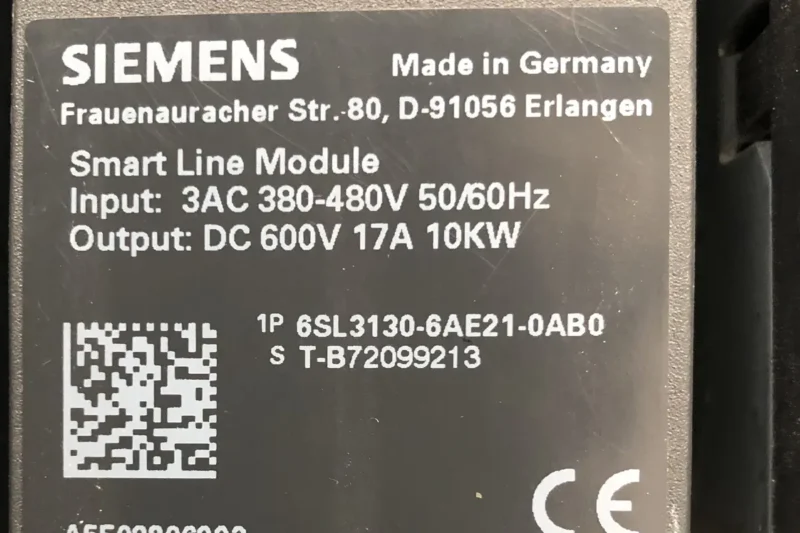 SIEMENS Made in Germany
Frauenauracher Str. 80, D-91056 Erlangen
Smart Line Module
Input: 3AC 380-480V 50/60Hz
Output: DC 600V 17A 10KW
1P 6SL3130-6AE21-0AB0
S T-B72099213
CE